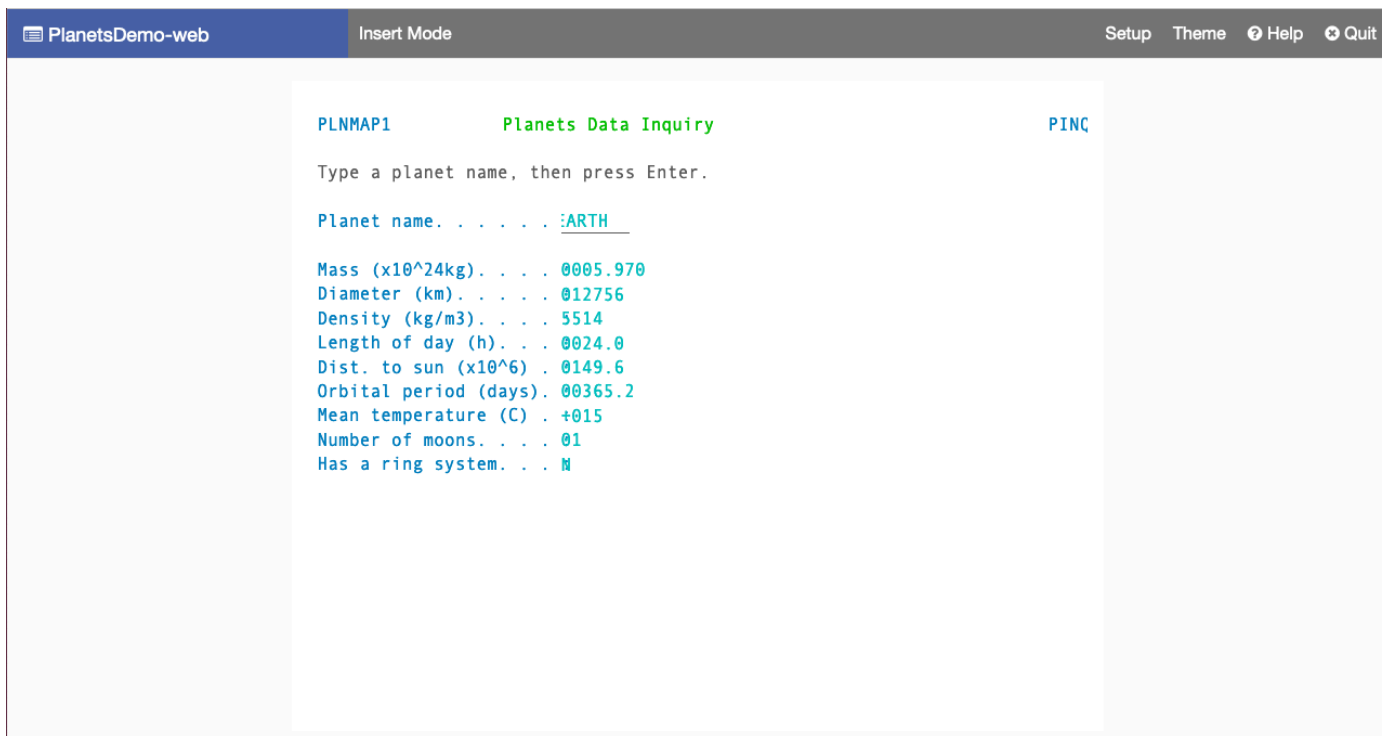 PlanetsDemo-web Insert Mode Setup Theme Help Quit
PLNMAP1 Planets Data Inquiry PINQ
Type a planet name, then press Enter.
Planet name. . . . . . EARTH
Mass (x10^24kg). . . . 0005.970
Diameter (km). . . . . 012756
Density (kg/m3). . . . 5514
Length of day (h). . . 0024.0
Dist. to sun (x10^6) . 0149.6
Orbital period (days). 00365.2
Mean temperature (C) . +015
Number of moons. . . . 01
Has a ring system. . . N